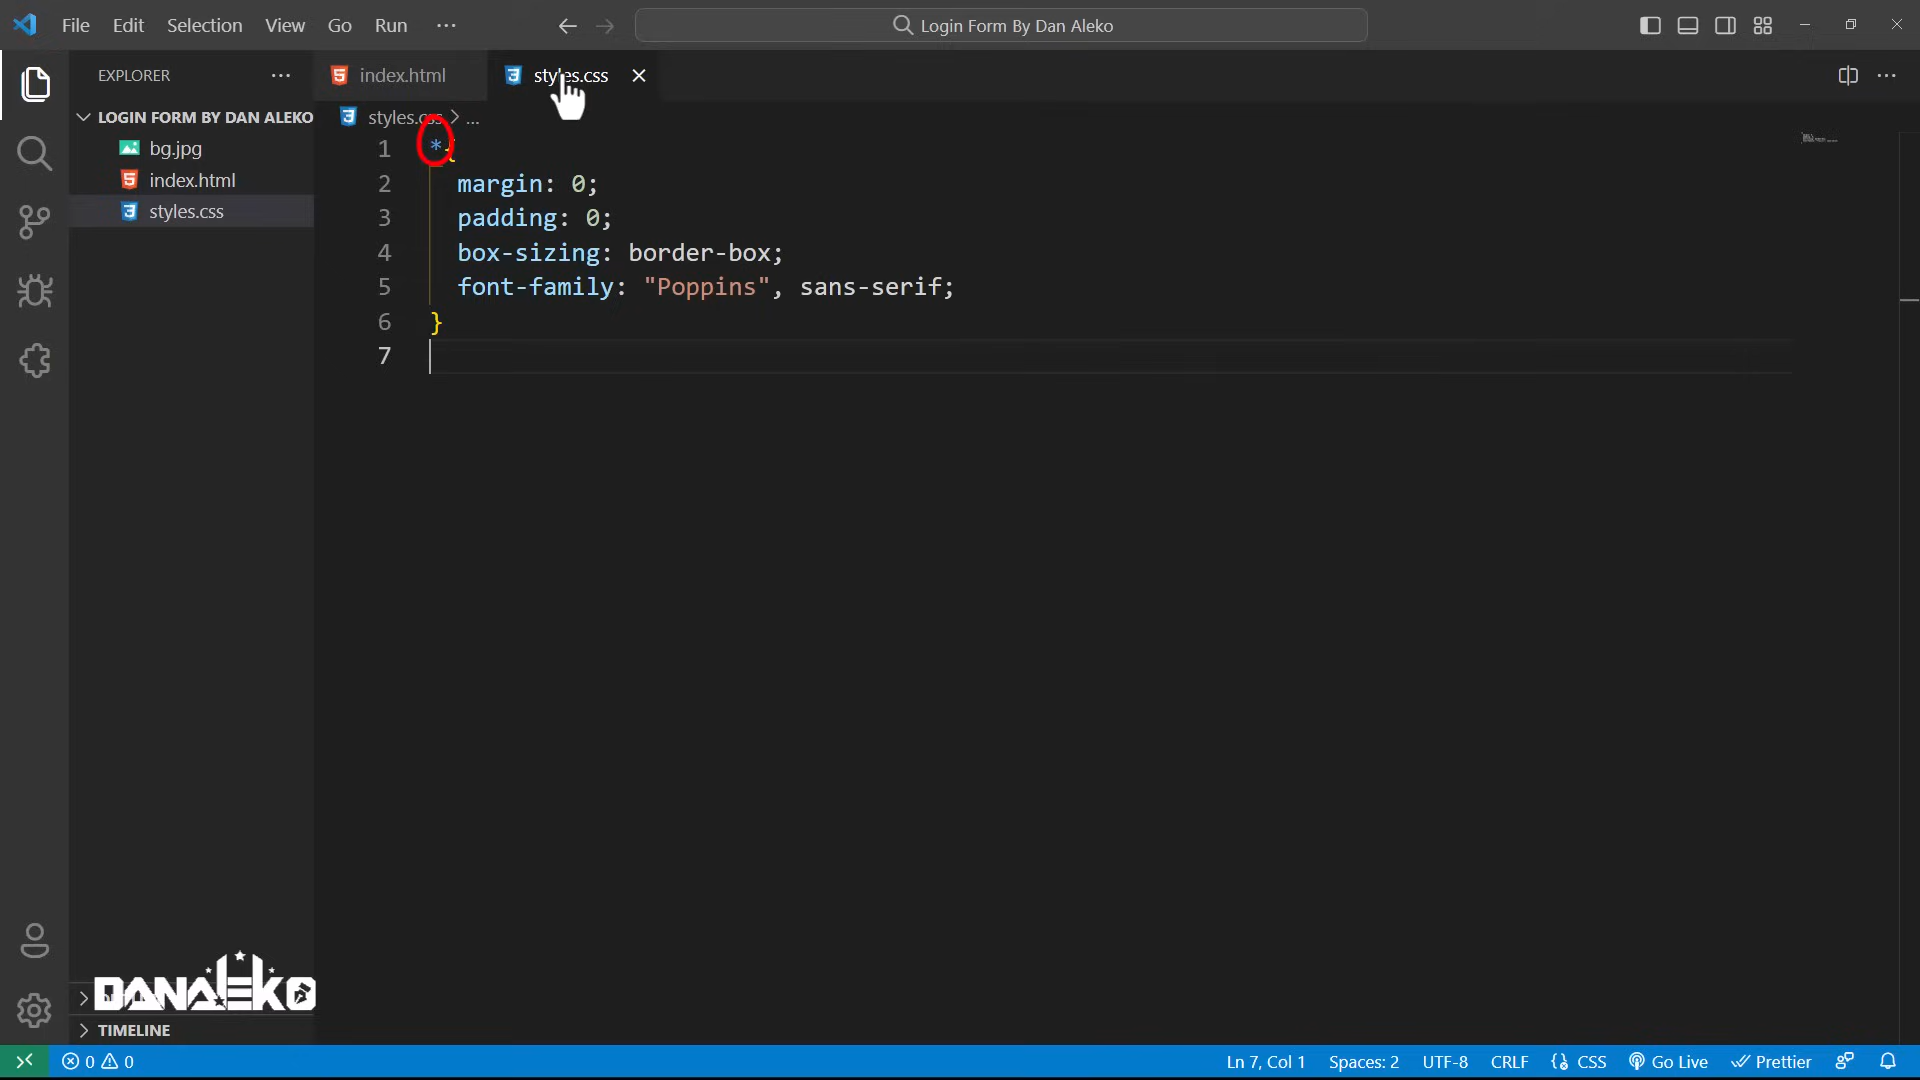 File Edit Selection View Go Run ...
Login Form By Dan Aleko
EXPLORER ...
index.html
styles.css
LOGIN FORM BY DAN ALEKO
bg.jpg
index.html
styles.css
styles.css > ...
1 *{
2 margin: 0;
3 padding: 0;
4 box-sizing: border-box;
5 font-family: "Poppins", sans-serif;
6 }
7
DANALEKO
TIMELINE
0 0
Ln 7, Col 1 Spaces: 2 UTF-8 CRLF {} CSS Go Live Prettier